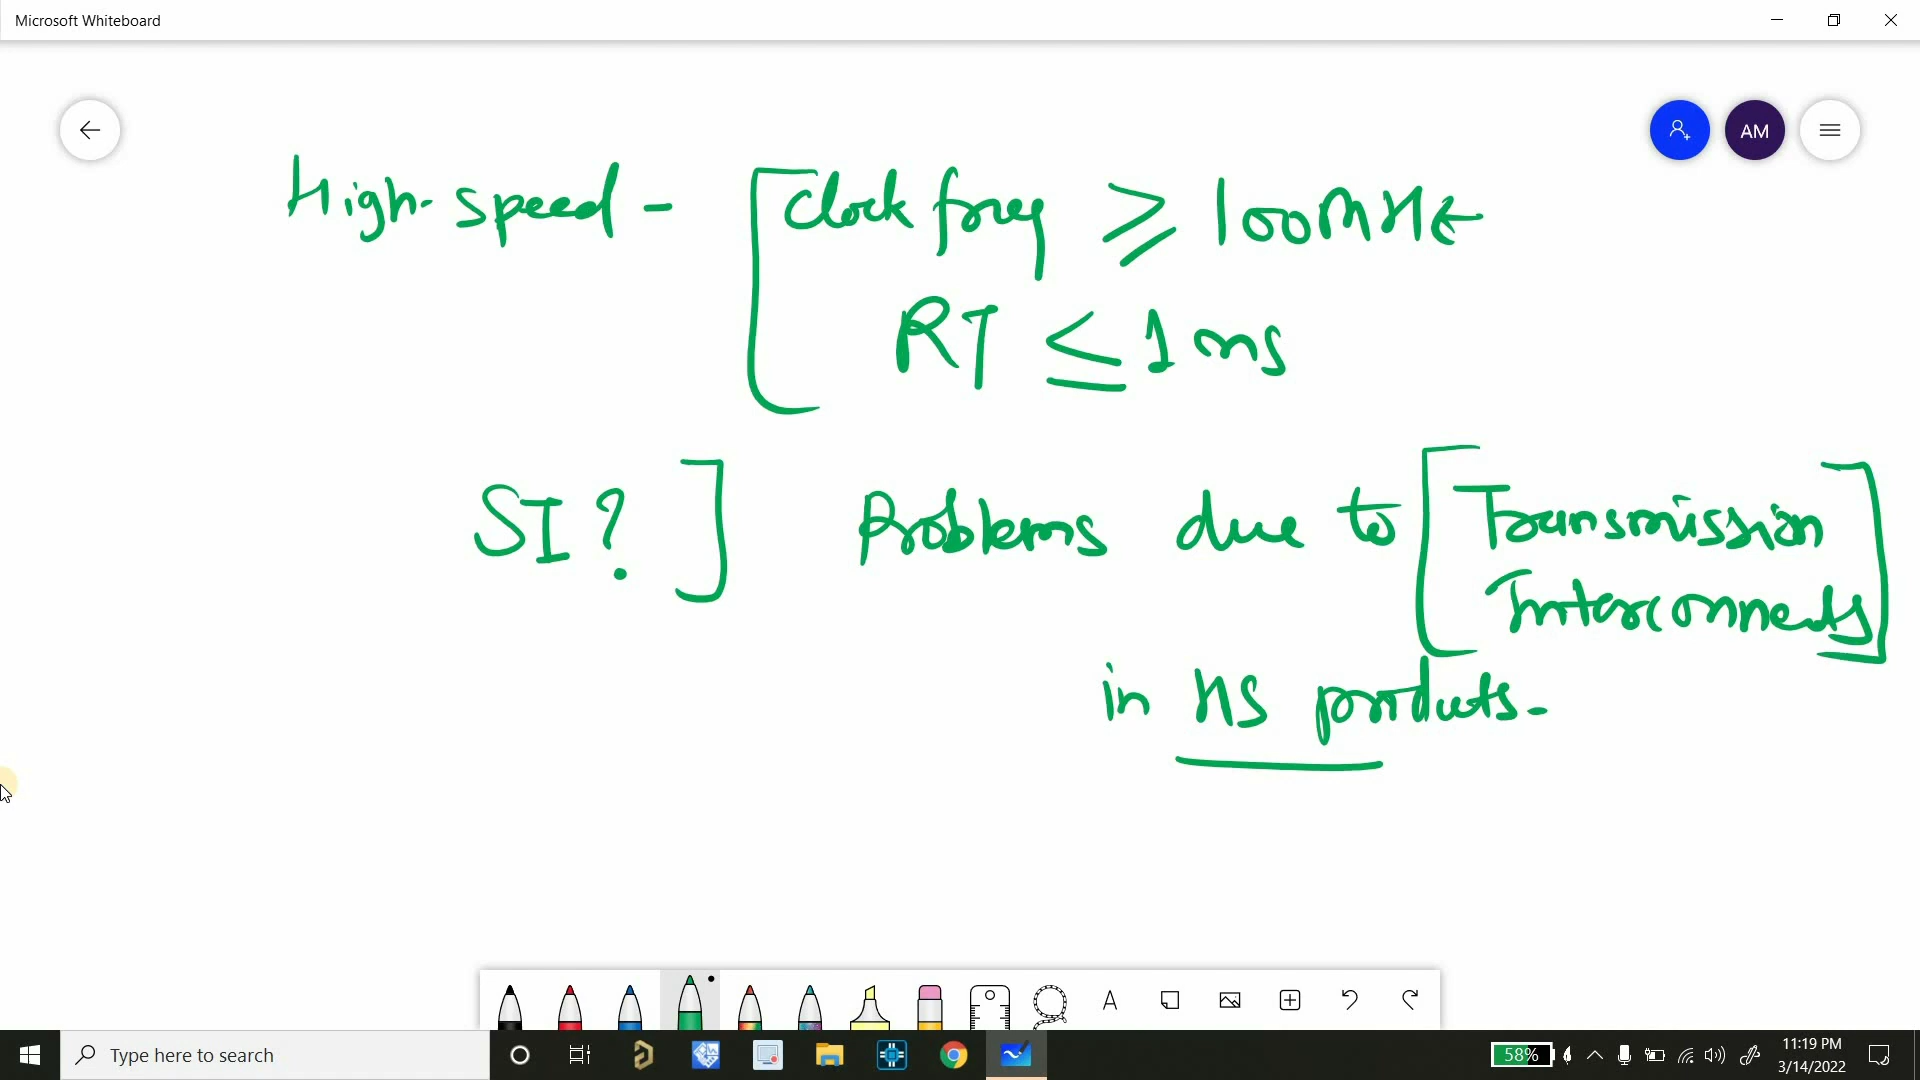 Microsoft Whiteboard
AM
High-speed - [ Clock freq ≥ 100MHz
RT ≤ 1ns
SI? ] Problems due to [ Transmission
Interconnects ]
in HS products.
A
Type here to search
58%
11:19 PM
3/14/2022